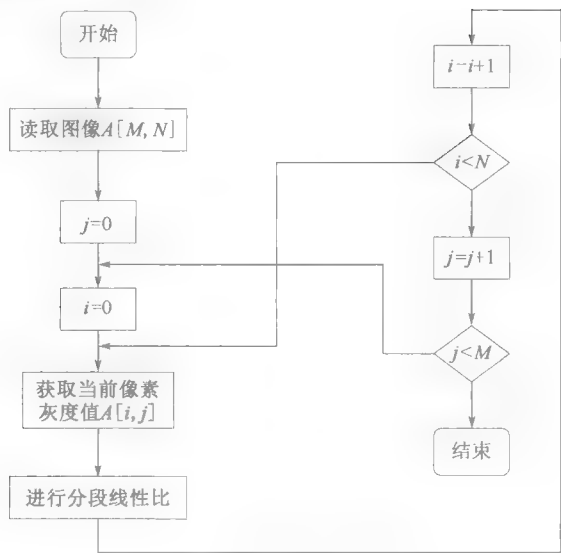 开始
读取图像A[M,N]
j=0
i=0
获取当前像素
灰度值A[i,j]
进行分段线性比
i=i+1
i<N
j=j+1
j<M
结束